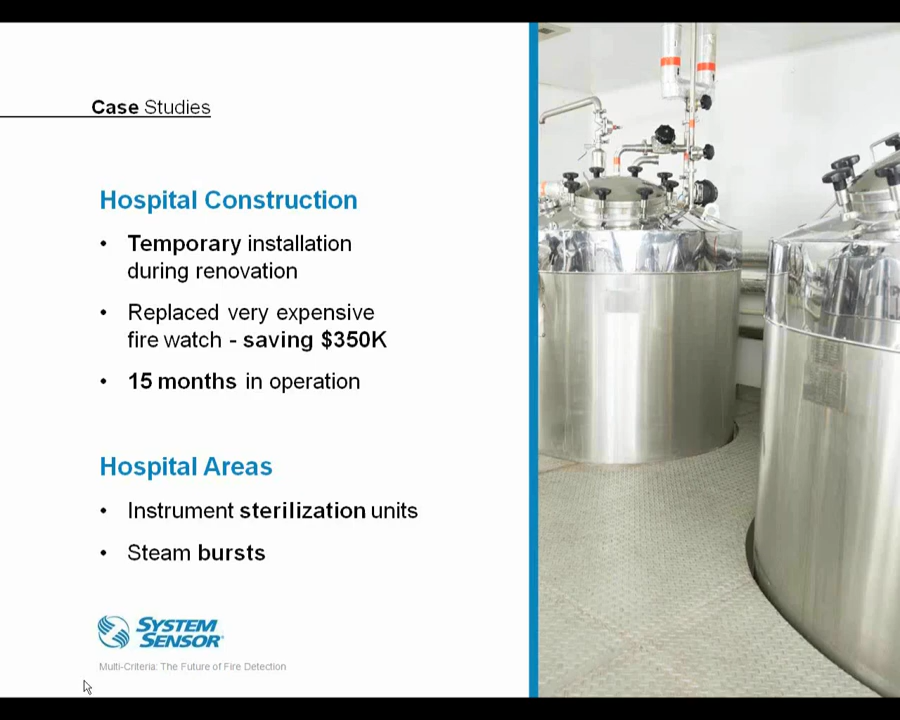 Case Studies
Hospital Construction
• Temporary installation
during renovation
• Replaced very expensive
fire watch - saving $350K
• 15 months in operation
Hospital Areas
• Instrument sterilization units
• Steam bursts
SYSTEM
SENSOR
Multi-Criteria: The Future of Fire Detection